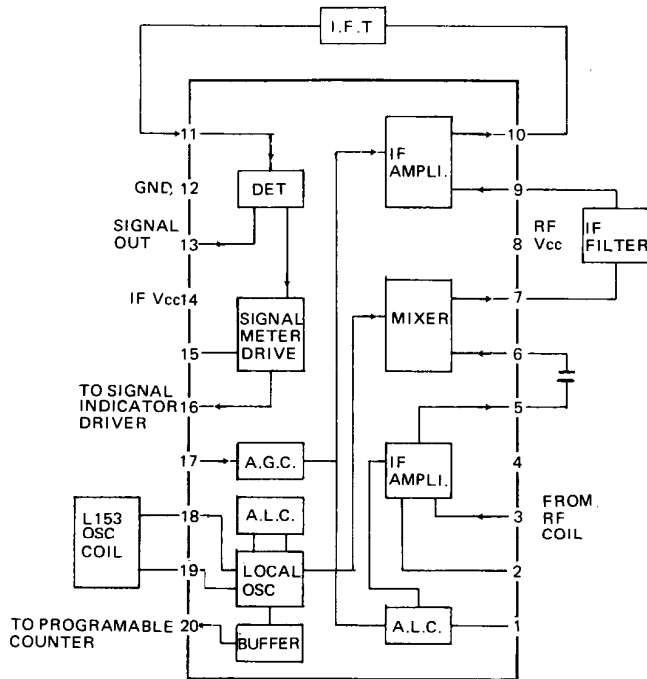 I.F.T
11
10
IF
AMPLI.
GND, 12
DET
9
SIGNAL
OUT
13
RF
Vcc
8
IF
FILTER
IF Vcc 14
7
SIGNAL
METER
DRIVE
MIXER
15
6
TO SIGNAL
INDICATOR
DRIVER
16
5
17
A.G.C.
IF
AMPLI.
4
L153
OSC
COIL
18
A.L.C.
3
FROM
RF
COIL
19
LOCAL
OSC
2
TO PROGRAMABLE
COUNTER
20
BUFFER
A.L.C.
1